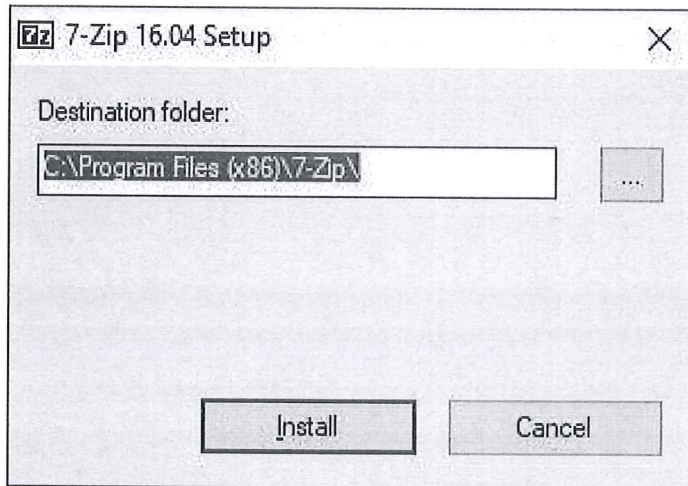 7z 7-Zip 16.04 Setup
Destination folder:
C:\Program Files (x86)\7-Zip\
...
Install
Cancel